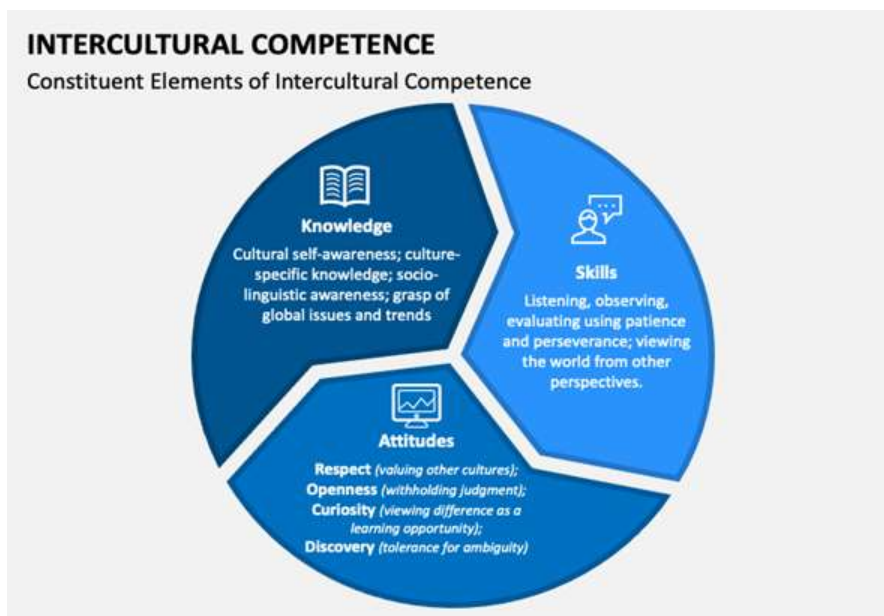 INTERCULTURAL COMPETENCE
Constituent Elements of Intercultural Competence
Knowledge
Cultural self-awareness; culture-
specific knowledge; socio-
linguistic awareness; grasp of
global issues and trends
Skills
Listening, observing,
evaluating using patience
and perseverance; viewing
the world from other
perspectives.
Attitudes
Respect (valuing other cultures);
Openness (withholding judgment);
Curiosity (viewing difference as a
learning opportunity);
Discovery (tolerance for ambiguity)